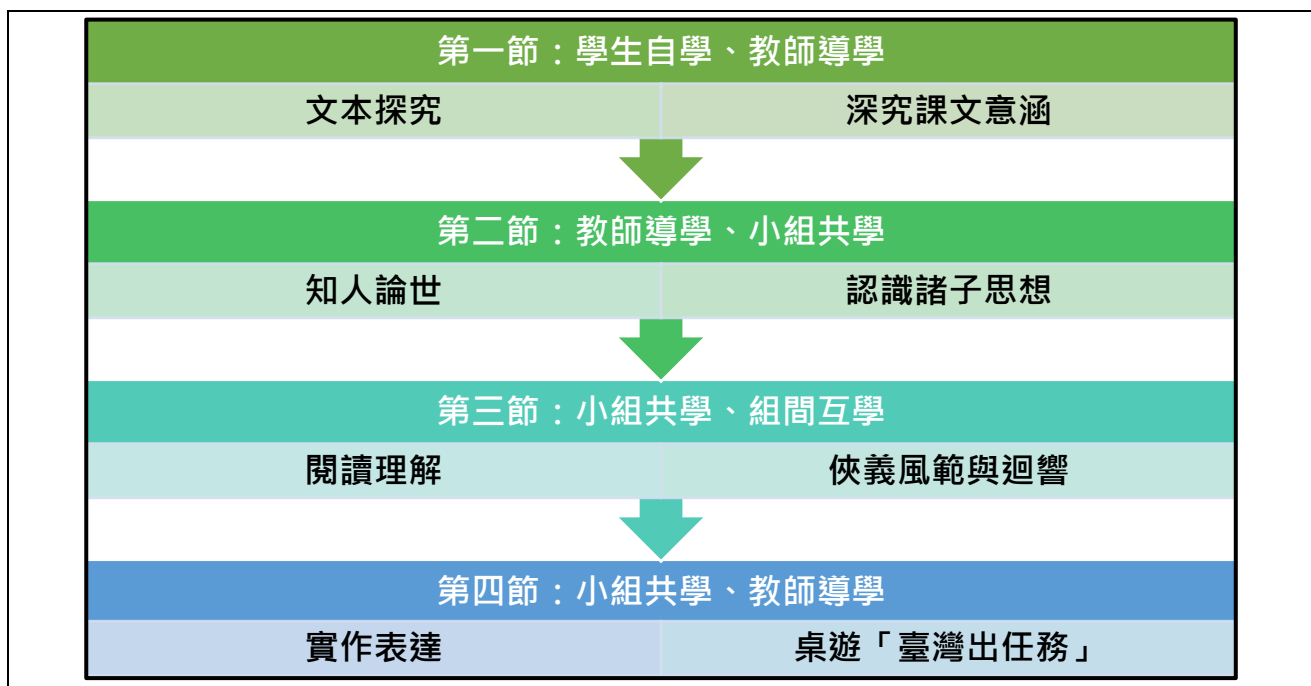 第一節：學生自學、教師導學
文本探究 深究課文意涵
第二節：教師導學、小組共學
知人論世 認識諸子思想
第三節：小組共學、組間互學
閱讀理解 俠義風範與迴響
第四節：小組共學、教師導學
實作表達 桌遊「臺灣出任務」